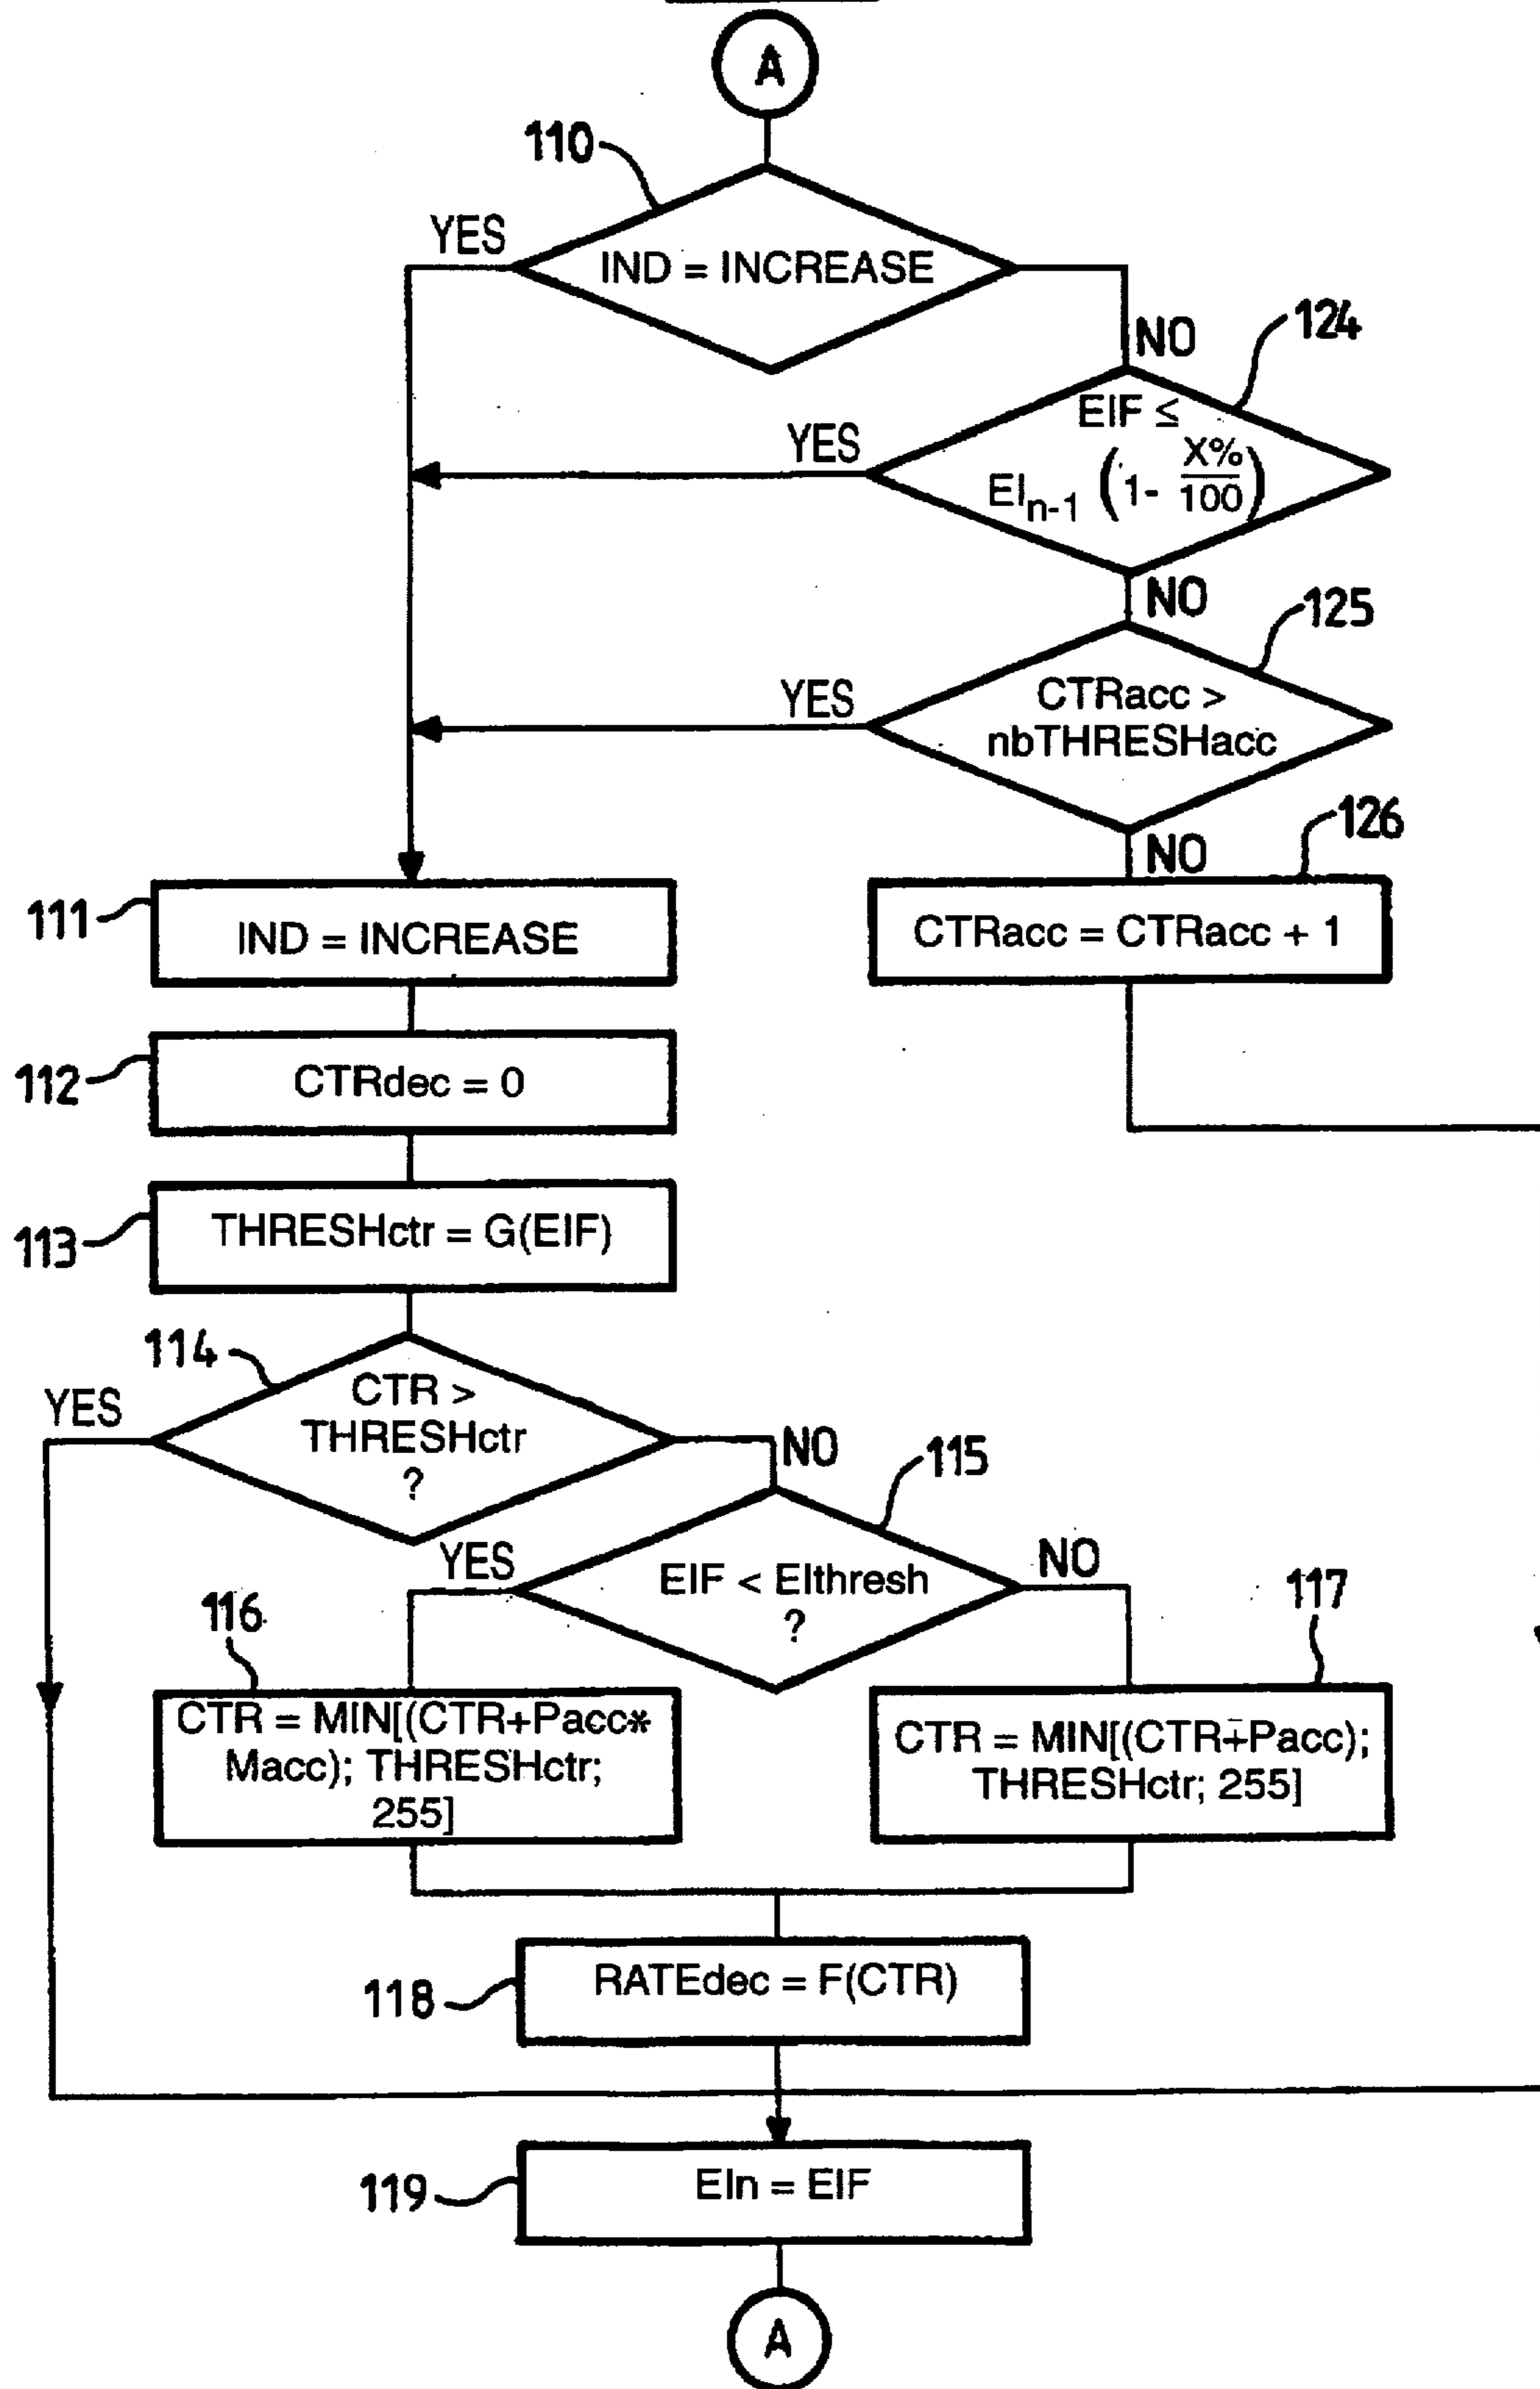 A
110
YES
IND = INCREASE
NO
124
EIF ≤
YES
X%
EIn-1 (1- 100)
NO
125
YES
CTRacc >
nbTHRESHacc
126
NO
111
IND = INCREASE
CTRacc = CTRacc + 1
112
CTRdec = 0
113
THRESHctr = G(EIF)
114
YES
CTR >
THRESHctr
?
NO
115
YES
EIF < EIthresh
?
NO
116
117
CTR = MIN[(CTR+Pacc*
Macc); THRESHctr;
255]
CTR = MIN[(CTR+Pacc);
THRESHctr; 255]
118
RATEdec = F(CTR)
119
EIn = EIF
A